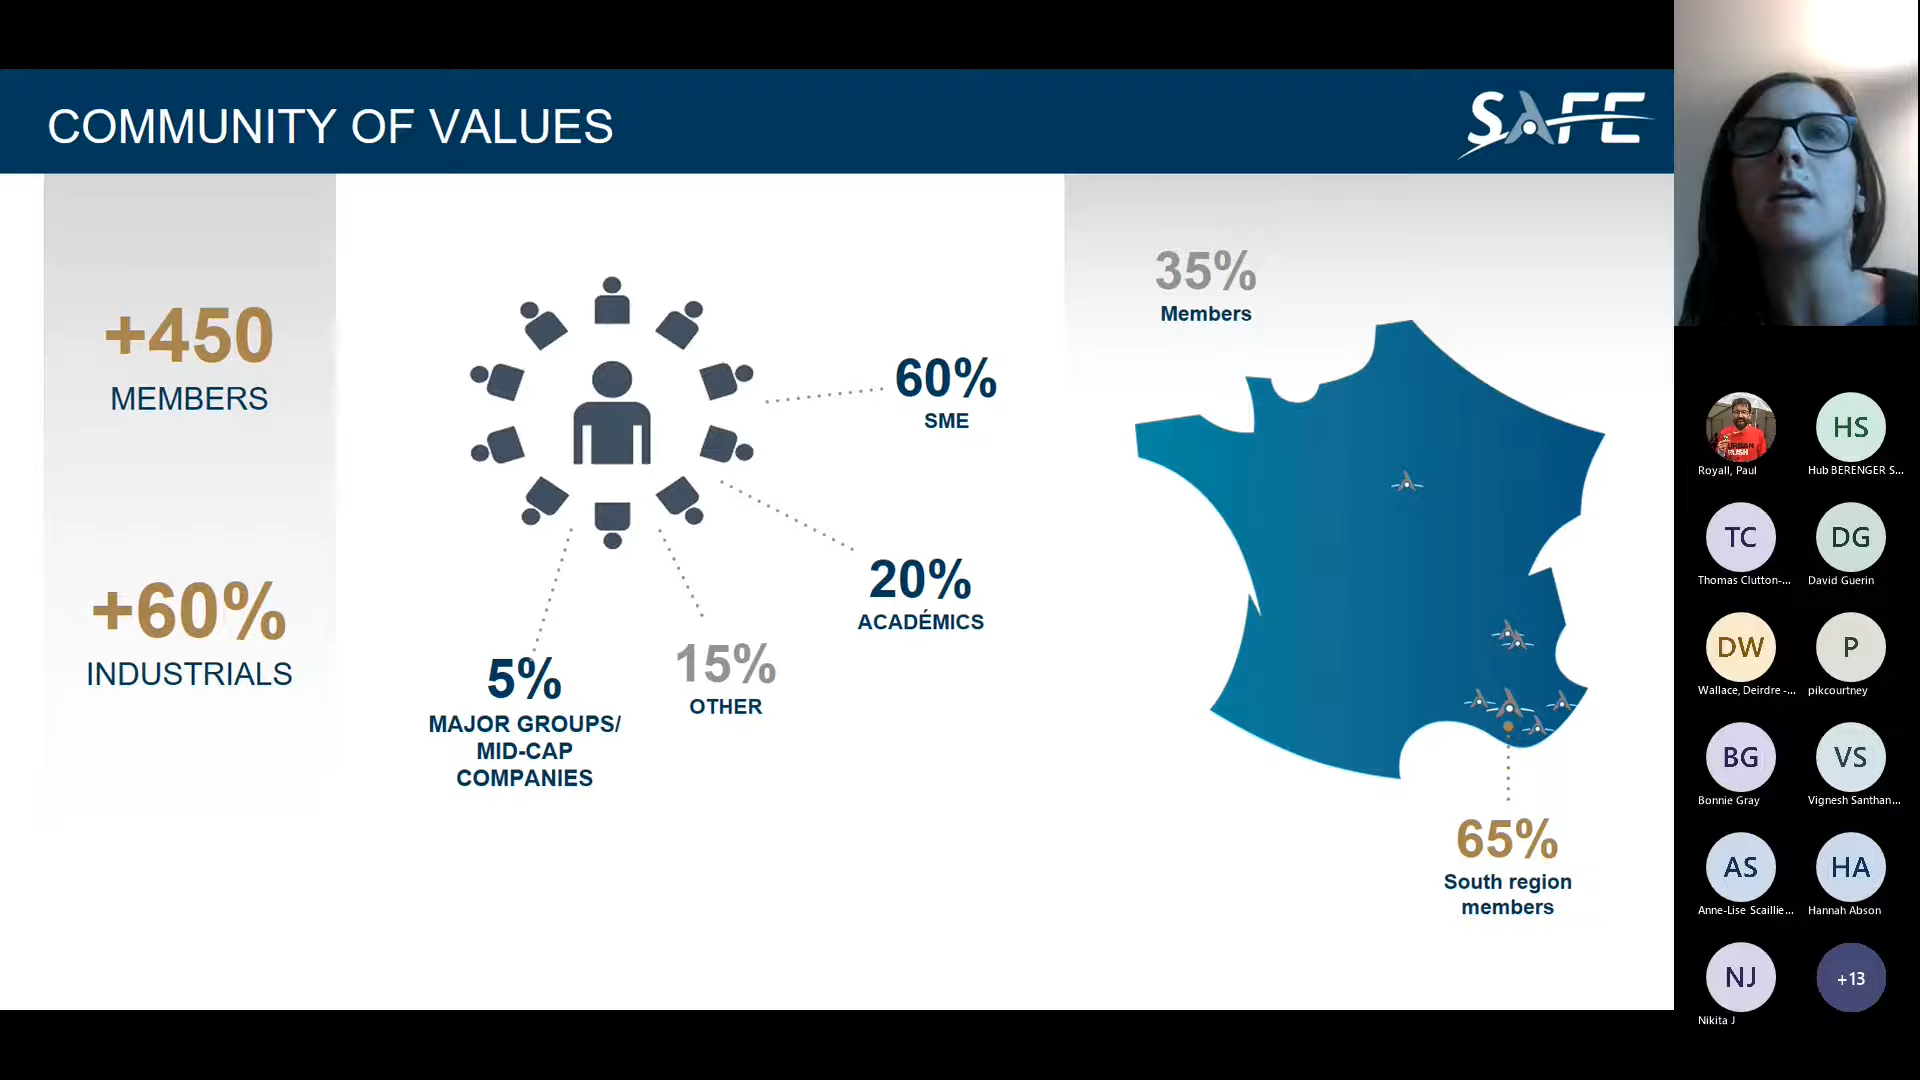 COMMUNITY OF VALUES
SAFE
+450
MEMBERS
+60%
INDUSTRIALS
60%
SME
20%
ACADÉMICS
15%
OTHER
5%
MAJOR GROUPS/
MID-CAP
COMPANIES
35%
Members
65%
South region
members
URBAN
RUSH
Royall, Paul
HS
Hub BERENGER S...
TC
Thomas Clutton-...
DG
David Guerin
DW
Wallace, Deirdre -...
P
pikcourtney
BG
Bonnie Gray
VS
Vignesh Santhan...
AS
Anne-Lise Scaillie...
HA
Hannah Abson
NJ
Nikita J
+13